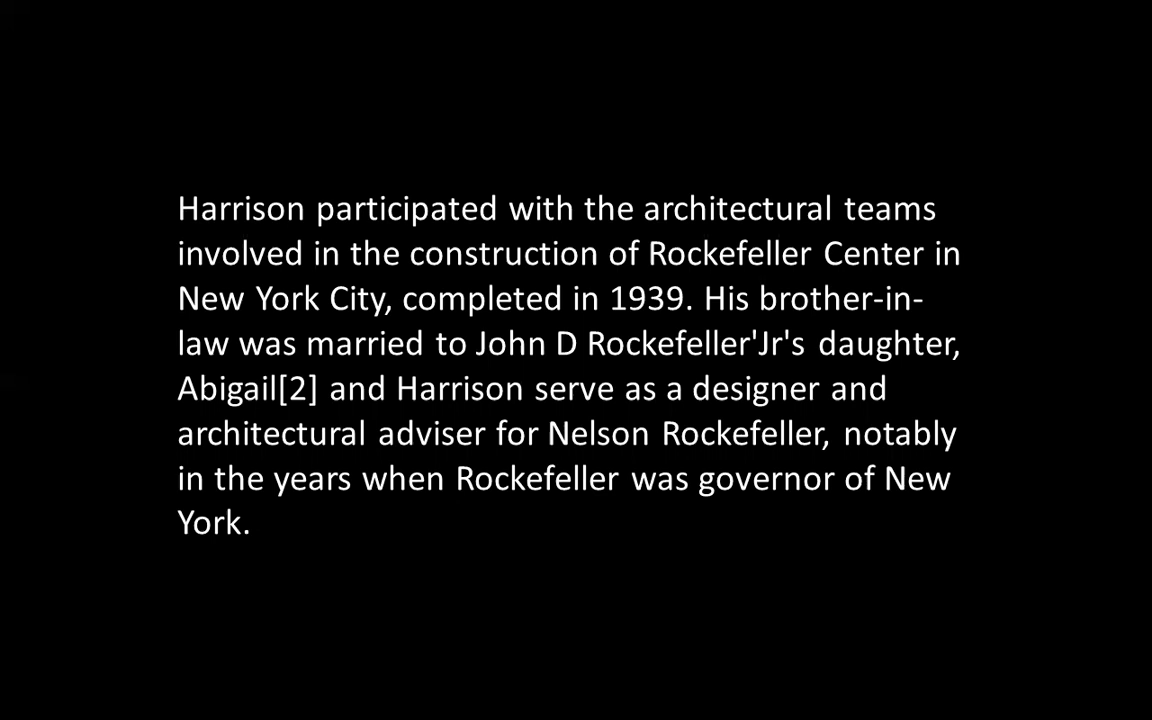 Harrison participated with the architectural teams
involved in the construction of Rockefeller Center in
New York City, completed in 1939. His brother-in-
law was married to John D Rockefeller'Jr's daughter,
Abigail[2] and Harrison serve as a designer and
architectural adviser for Nelson Rockefeller, notably
in the years when Rockefeller was governor of New
York.